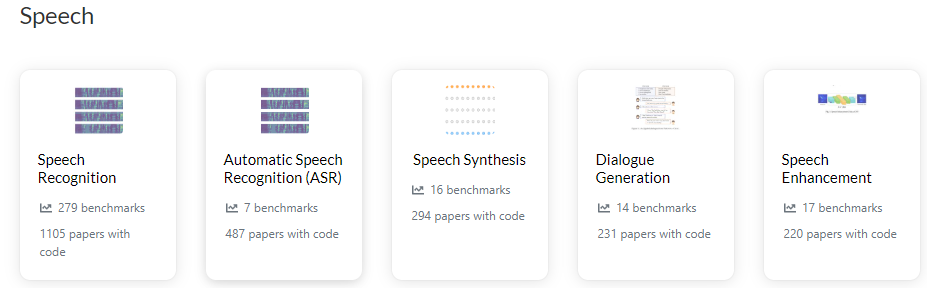 Speech
Speech
Recognition
279 benchmarks
1105 papers with
code
Automatic Speech
Recognition (ASR)
7 benchmarks
487 papers with code
Speech Synthesis
16 benchmarks
294 papers with code
Dialogue
Generation
14 benchmarks
231 papers with code
Speech
Enhancement
17 benchmarks
220 papers with code